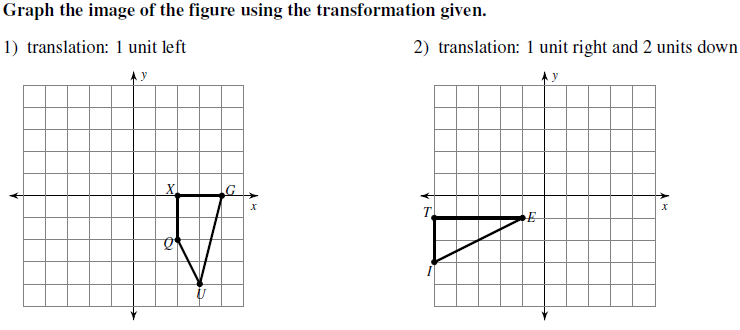 Graph the image of the figure using the transformation given.
1) translation: 1 unit left
2) translation: 1 unit right and 2 units down
y
X
G
x
Q
U
y
T
E
x
I